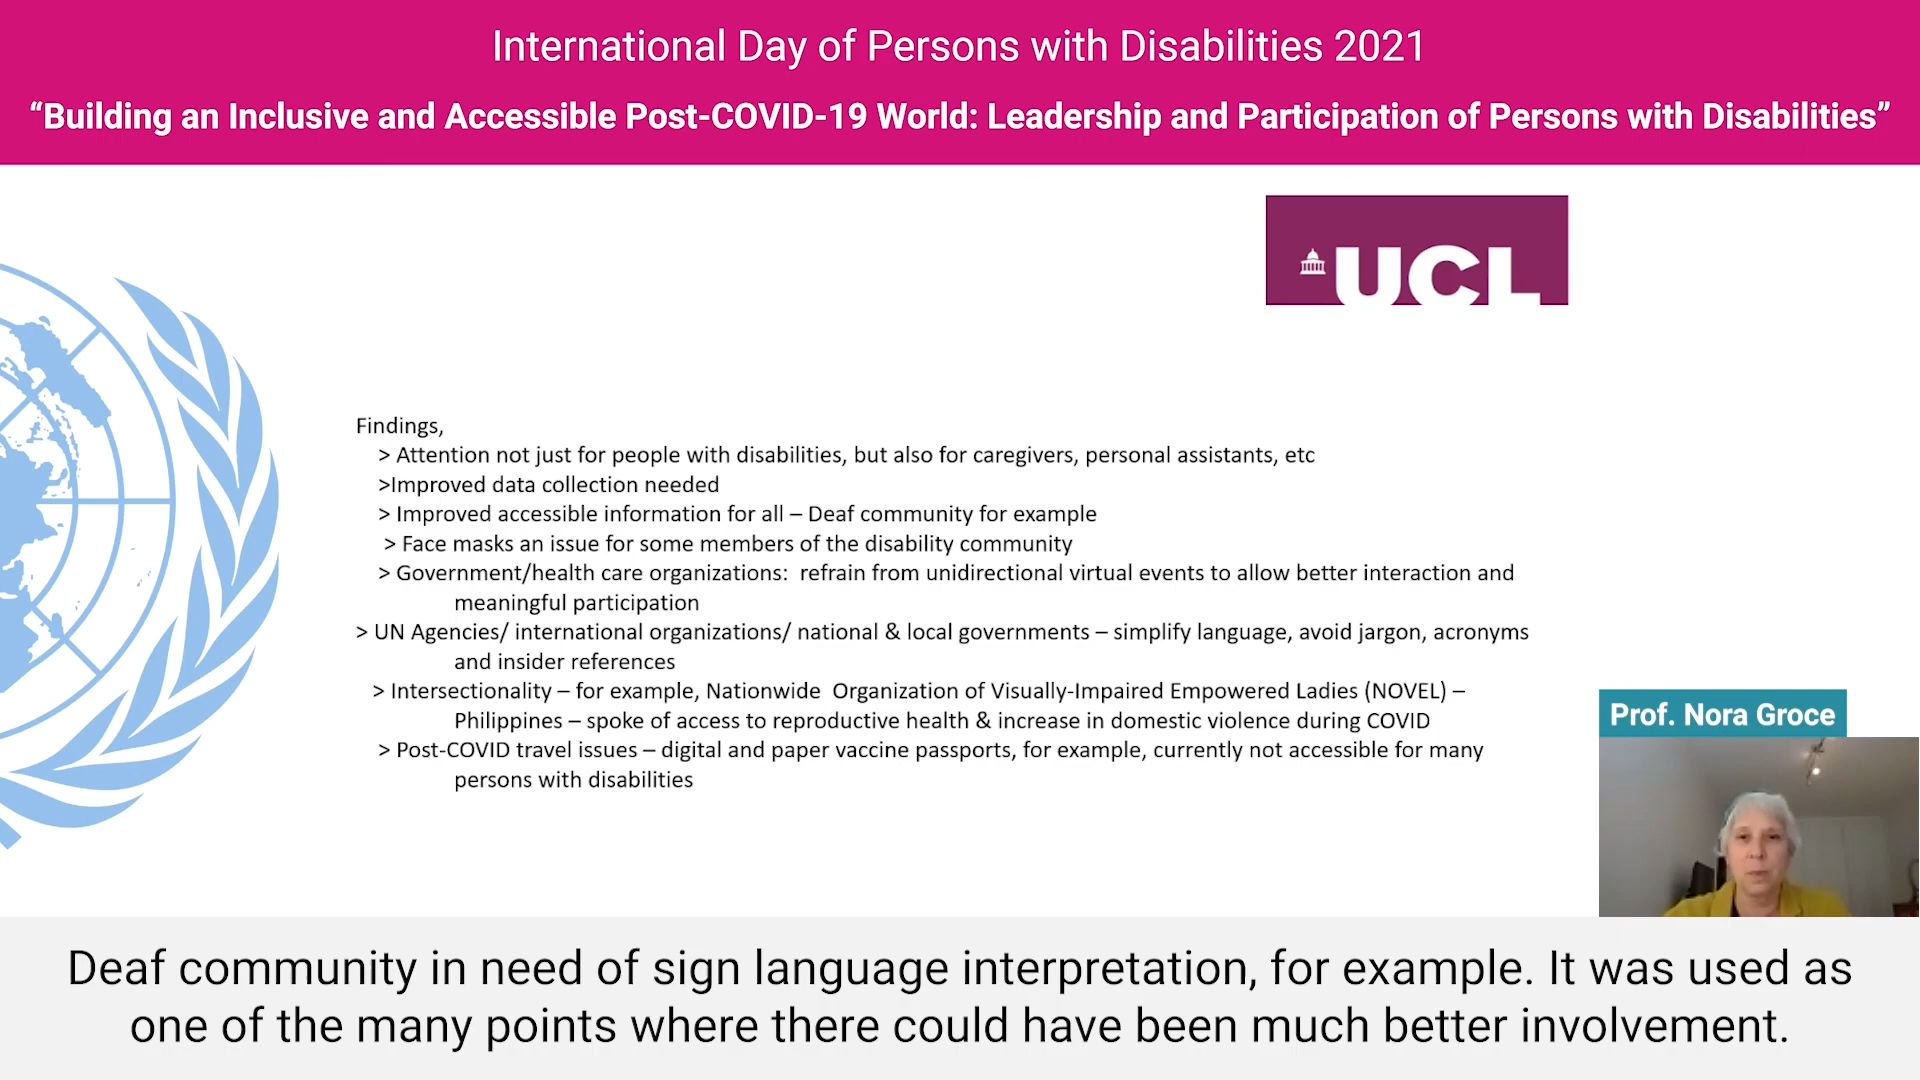 International Day of Persons with Disabilities 2021
“Building an Inclusive and Accessible Post-COVID-19 World: Leadership and Participation of Persons with Disabilities”
UCL
Findings,
> Attention not just for people with disabilities, but also for caregivers, personal assistants, etc
>Improved data collection needed
> Improved accessible information for all – Deaf community for example
> Face masks an issue for some members of the disability community
> Government/health care organizations:  refrain from unidirectional virtual events to allow better interaction and
meaningful participation
> UN Agencies/ international organizations/ national & local governments – simplify language, avoid jargon, acronyms
and insider references
> Intersectionality – for example, Nationwide  Organization of Visually-Impaired Empowered Ladies (NOVEL) –
Philippines – spoke of access to reproductive health & increase in domestic violence during COVID
> Post-COVID travel issues – digital and paper vaccine passports, for example, currently not accessible for many
persons with disabilities
Prof. Nora Groce
Deaf community in need of sign language interpretation, for example. It was used as
one of the many points where there could have been much better involvement.